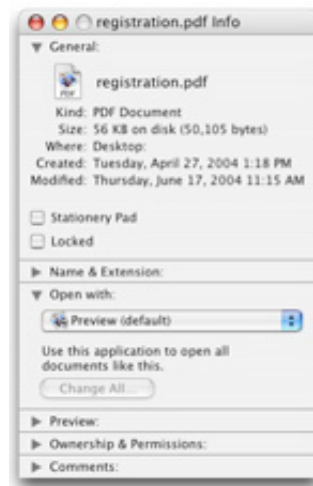 registration.pdf Info
General:
PDF
registration.pdf
Kind: PDF Document
Size: 56 KB on disk (50,105 bytes)
Where: Desktop:
Created: Tuesday, April 27, 2004 1:18 PM
Modified: Thursday, June 17, 2004 11:15 AM
Stationery Pad
Locked
Name & Extension:
Open with:
Preview (default)
Use this application to open all
documents like this.
Change All...
Preview:
Ownership & Permissions:
Comments: